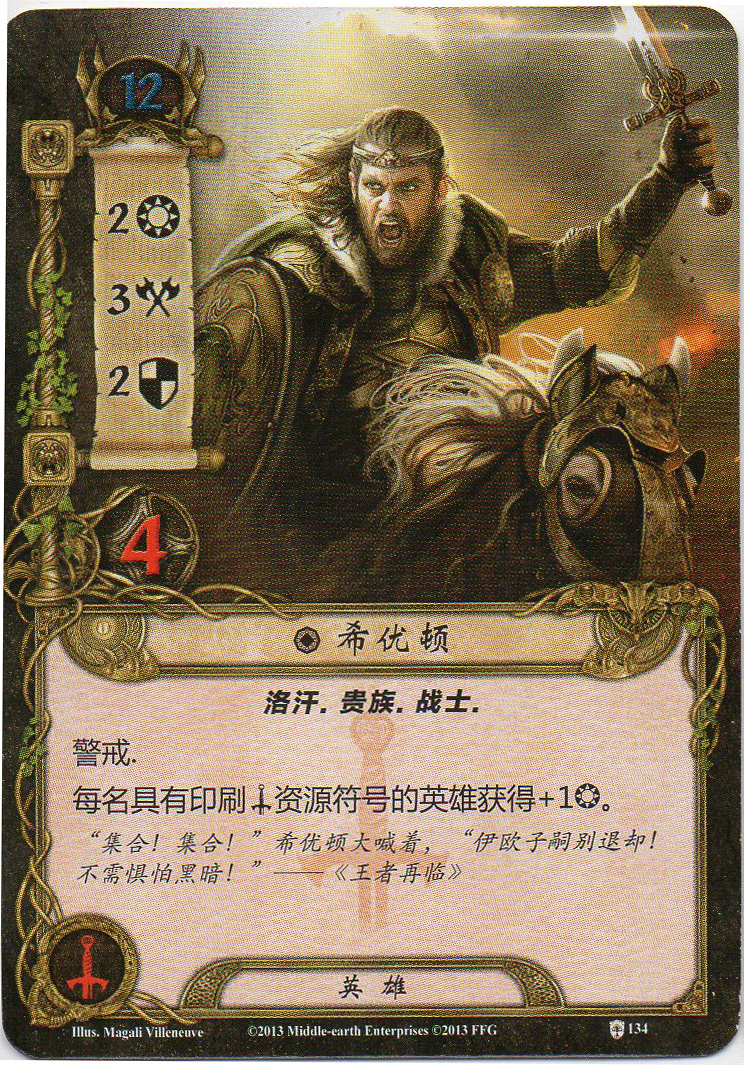 12
2
3
2
4
希优顿
洛汗. 贵族. 战士.
警戒.
每名具有印刷资源符号的英雄获得+1。
“集合！集合！”希优顿大喊着，“伊欧子嗣别退却！
不需惧怕黑暗！”——《王者再临》
英雄
Illus. Magali Villeneuve ©2013 Middle-earth Enterprises ©2013 FFG 134